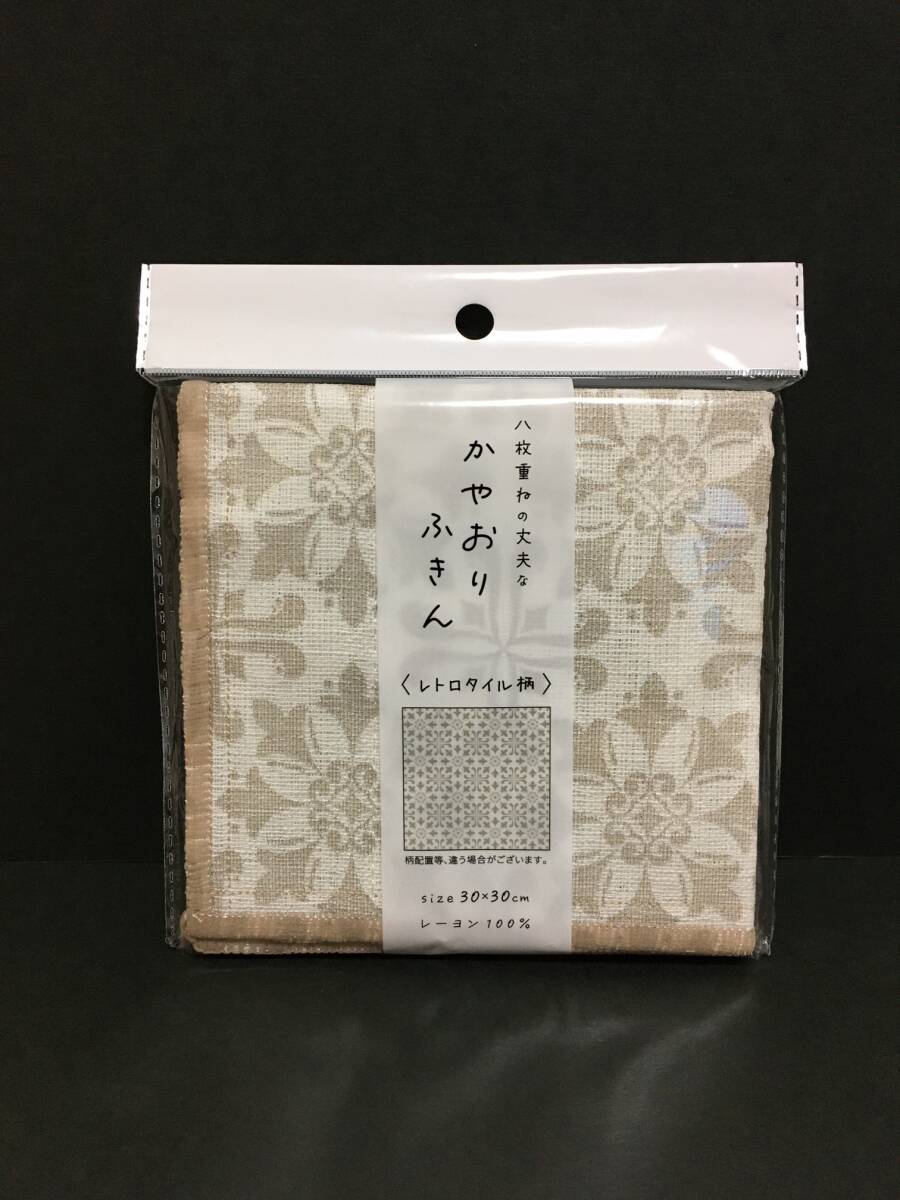 八枚重ねの丈夫な
かやおり
ふきん
〈レトロタイル柄〉
柄配置等、違う場合がございます。
size 30×30cm
レーヨン100%